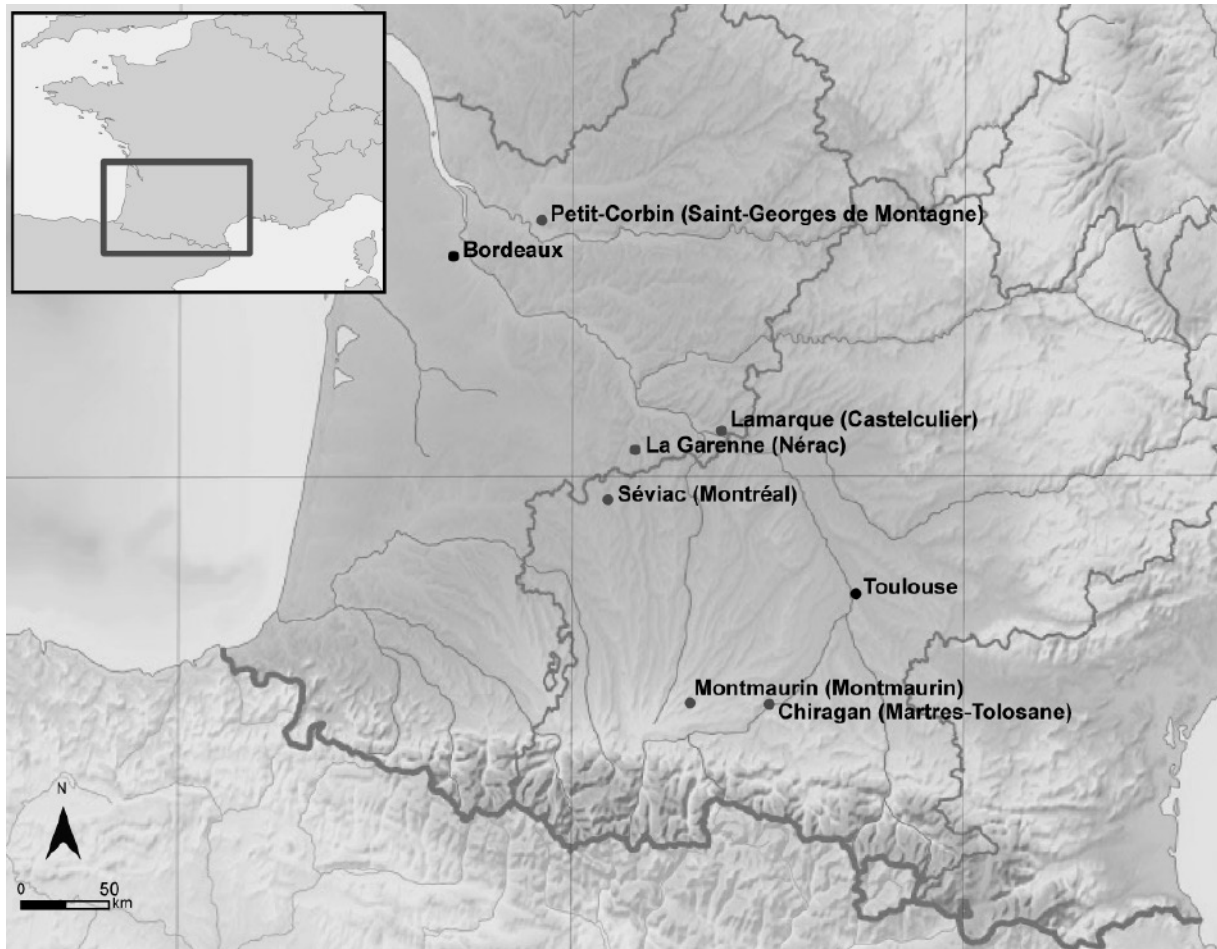 Petit-Corbin (Saint-Georges de Montagne)
Bordeaux
Lamarque (Castelculier)
La Garenne (Nérac)
Séviac (Montréal)
Toulouse
Montmaurin (Montmaurin)
Chiragan (Martres-Tolosane)
N
0 50
km